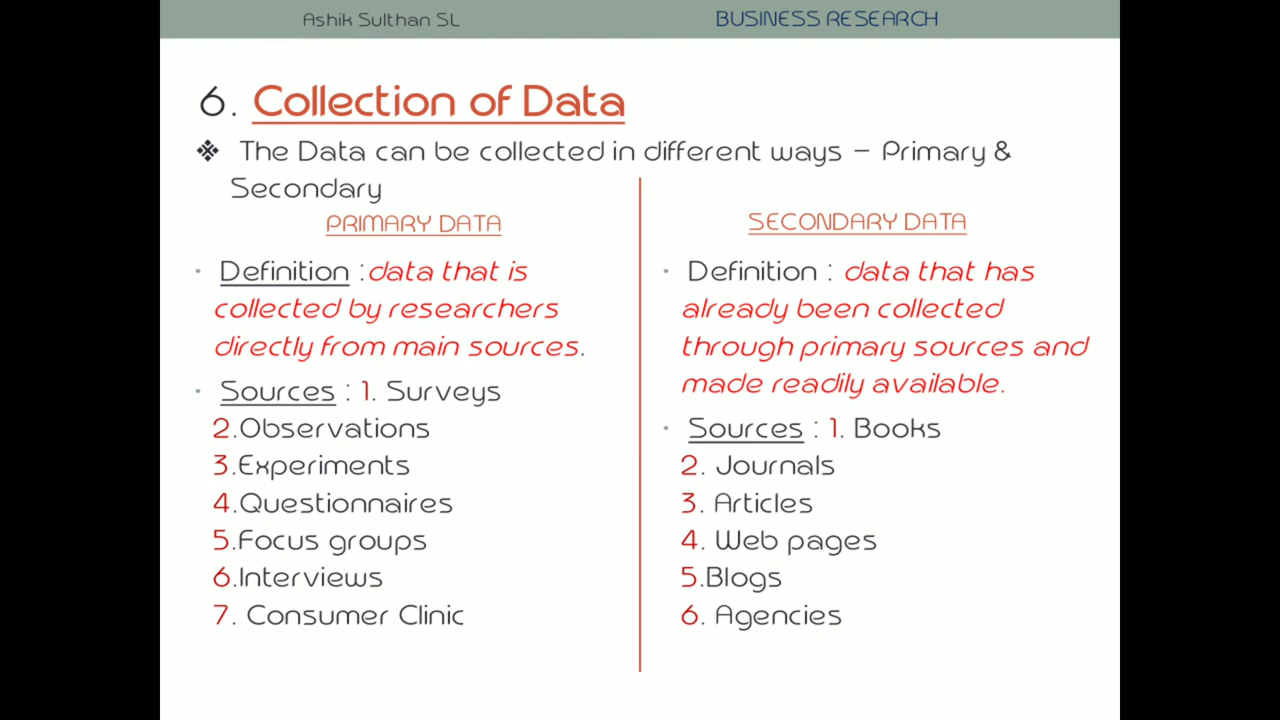 Ashik Sulthan SL
BUSINESS RESEARCH
6. Collection of Data
❖ The Data can be collected in different ways – Primary &
Secondary
PRIMARY DATA
• Definition : data that is
collected by researchers
directly from main sources.
• Sources : 1. Surveys
2.Observations
3.Experiments
4.Questionnaires
5.Focus groups
6.Interviews
7. Consumer Clinic
SECONDARY DATA
• Definition : data that has
already been collected
through primary sources and
made readily available.
• Sources : 1. Books
2. Journals
3. Articles
4. Web pages
5.Blogs
6. Agencies